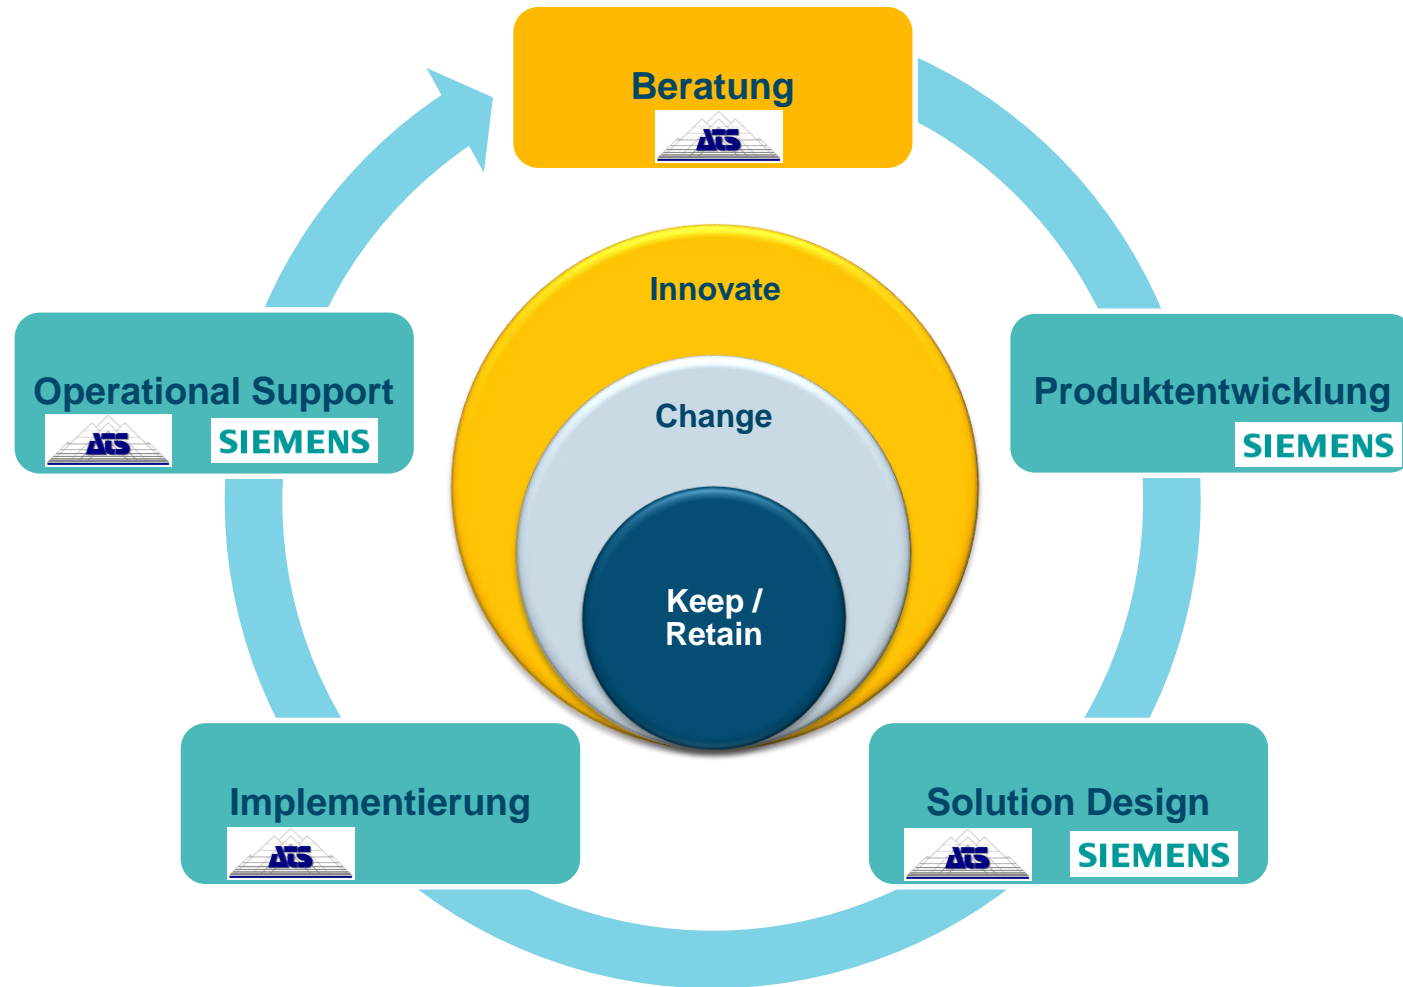 Beratung
ATS
Innovate
Operational Support
ATS SIEMENS
Produktentwicklung
SIEMENS
Change
Keep /
Retain
Implementierung
ATS
Solution Design
ATS SIEMENS